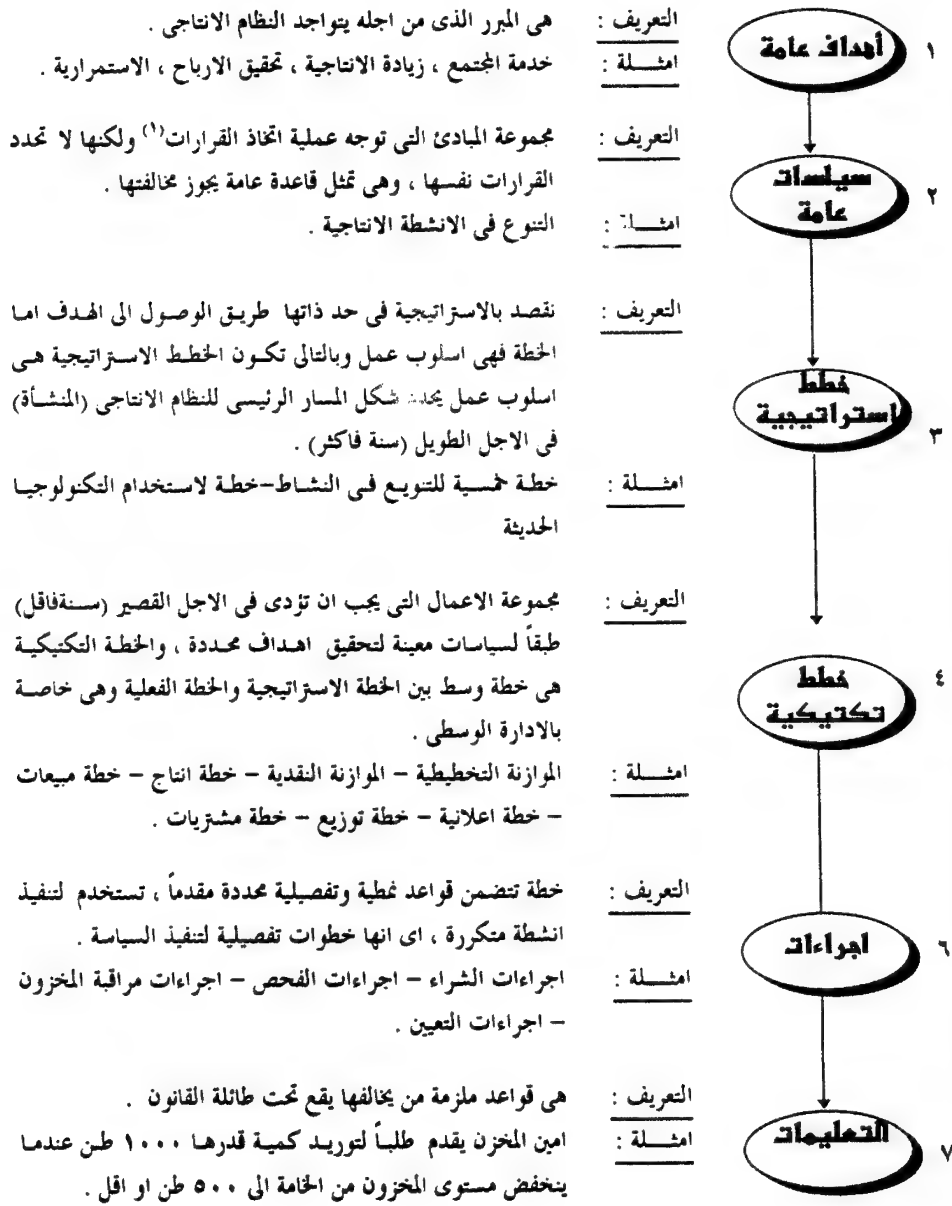 ١
أهداف عامة
التعريف : هى المبرر الذى من اجله يتواجد النظام الانتاجى .
امثــلة : خدمة المجتمع ، زيادة الانتاجية ، تحقيق الارباح ، الاستمرارية .
٢
سياسات
عامة
التعريف : مجموعة المبادئ التى توجه عملية اتخاذ القرارات(١) ولكنها لا تحدد
القرارات نفسها ، وهى تمثل قاعدة عامة يجوز مخالفتها .
امثــلة : التنوع فى الانشطة الانتاجية .
٣
خطط
استراتيجية
التعريف : نقصد بالاستراتيجية فى حد ذاتها طريق الوصول الى الهدف اما
الخطة فهى اسلوب عمل وبالتالى تكون الخطط الاستراتيجية هى
اسلوب عمل يحدد شكل المسار الرئيسى للنظام الانتاجى (المنشأة)
فى الاجل الطويل (سنة فاكثر) .
امثــلة : خطة خمسية للتنويع فى النشاط-خطة لاستخدام التكنولوجيا
الحديثة
٤
خطط
تكتيكية
التعريف : مجموعة الاعمال التى يجب ان تؤدى فى الاجل القصير (سنةفاقل)
طبقاً لسياسات معينة لتحقيق اهداف محددة ، والخطة التكتيكية
هى خطة وسط بين الخطة الاستراتيجية والخطة الفعلية وهى خاصة
بالادارة الوسطى .
امثــلة : الموازنة التخطيطية – الموازنة النقدية – خطة انتاج – خطة مبيعات
– خطة اعلانية – خطة توزيع – خطة مشتريات .
٦
اجراءات
التعريف : خطة تتضمن قواعد نمطية وتفصيلية محددة مقدماً ، تستخدم لتنفيذ
انشطة متكررة ، اى انها خطوات تفصيلية لتنفيذ السياسة .
امثــلة : اجراءات الشراء – اجراءات الفحص – اجراءات مراقبة المخزون
– اجراءات التعيين .
٧
التعليمات
التعريف : هى قواعد ملزمة من يخالفها يقع تحت طائلة القانون .
امثــلة : امين المخزن يقدم طلباً لتوريد كمية قدرها ١٠٠٠ طن عندما
ينخفض مستوى المخزون من الخامة الى ٥٠٠ طن او اقل .